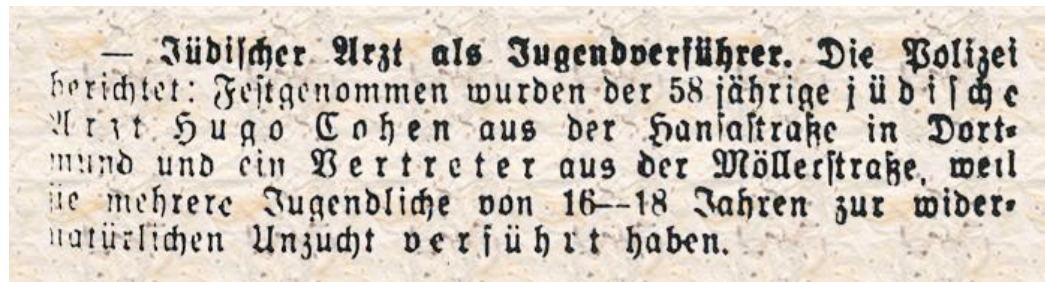 — Jüdischer Arzt als Jugendverführer. Die Polizei
berichtet: Festgenommen wurden der 58 jährige jüdische
Arzt Hugo Cohen aus der Hansastraße in Dort-
mund und ein Vertreter aus der Möllerstraße, weil
sie mehrere Jugendliche von 16—18 Jahren zur wider-
natürlichen Unzucht verführt haben.